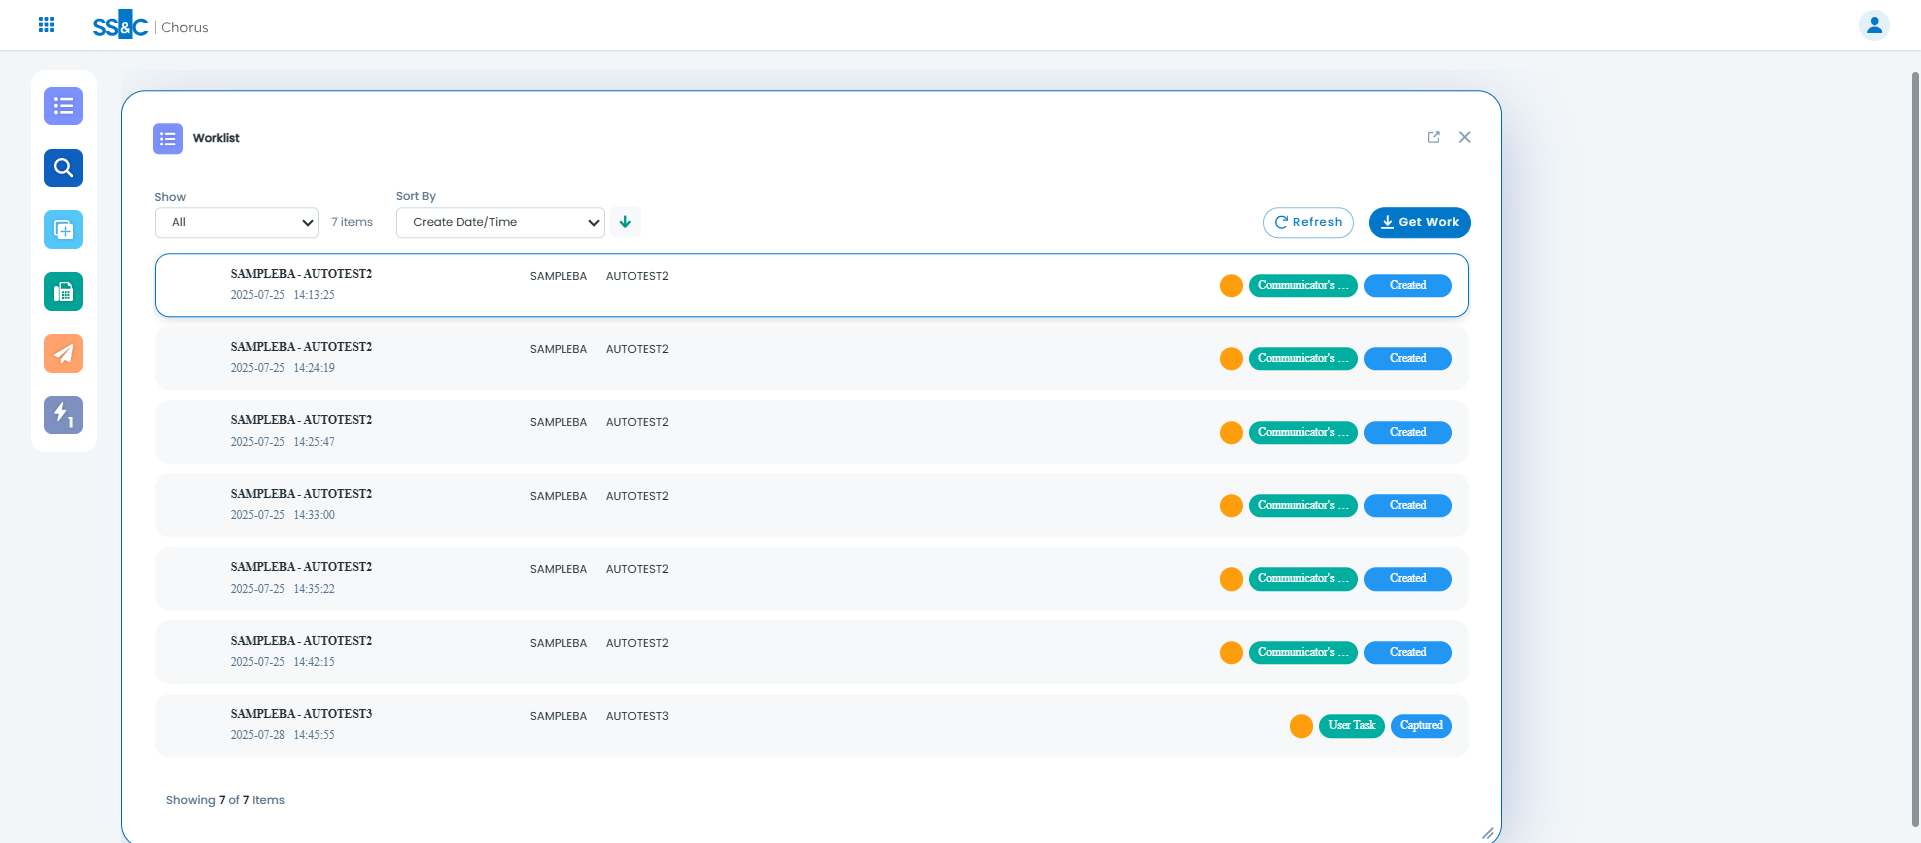 SS&C | Chorus
Worklist
Show
Sort By
All
7 items
Create Date/Time
Refresh
Get Work
SAMPLEBA - AUTOTEST2
SAMPLEBA AUTOTEST2
2025-07-25 14:13:25
Communicator's ...
Created
SAMPLEBA - AUTOTEST2
SAMPLEBA AUTOTEST2
2025-07-25 14:24:19
Communicator's ...
Created
SAMPLEBA - AUTOTEST2
SAMPLEBA AUTOTEST2
2025-07-25 14:25:47
Communicator's ...
Created
SAMPLEBA - AUTOTEST2
SAMPLEBA AUTOTEST2
2025-07-25 14:33:00
Communicator's ...
Created
SAMPLEBA - AUTOTEST2
SAMPLEBA AUTOTEST2
2025-07-25 14:35:22
Communicator's ...
Created
SAMPLEBA - AUTOTEST2
SAMPLEBA AUTOTEST2
2025-07-25 14:42:15
Communicator's ...
Created
SAMPLEBA - AUTOTEST3
SAMPLEBA AUTOTEST3
2025-07-28 14:45:55
User Task
Captured
1
Showing 7 of 7 Items